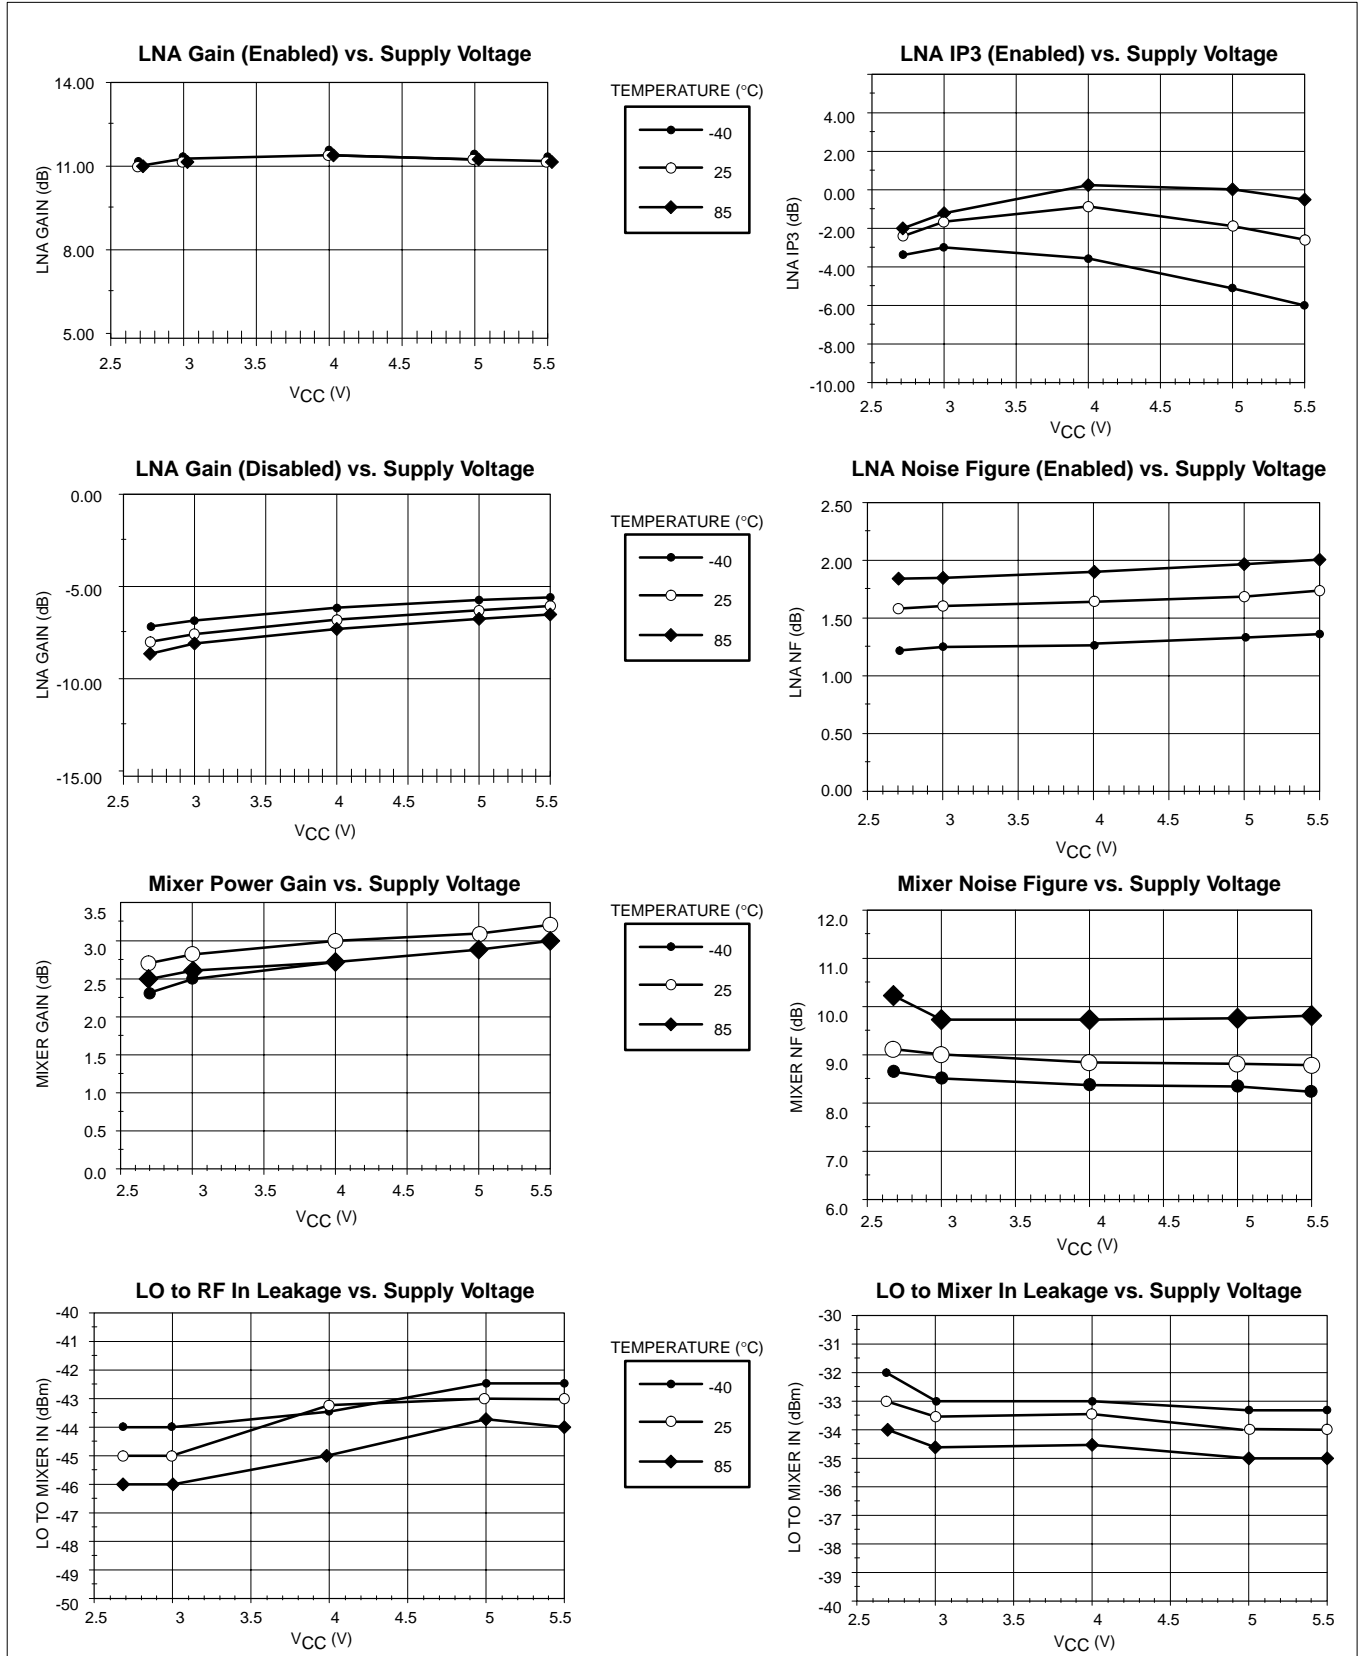 LNA Gain (Enabled) vs. Supply Voltage
14.00
11.00
8.00
5.00
LNA GAIN (dB)
2.5 3 3.5 4 4.5 5 5.5
VCC (V)
TEMPERATURE (°C)
-40
25
85
LNA IP3 (Enabled) vs. Supply Voltage
4.00
2.00
0.00
-2.00
-4.00
-6.00
-8.00
-10.00
LNA IP3 (dB)
2.5 3 3.5 4 4.5 5 5.5
VCC (V)
LNA Gain (Disabled) vs. Supply Voltage
0.00
-5.00
-10.00
-15.00
LNA GAIN (dB)
2.5 3 3.5 4 4.5 5 5.5
VCC (V)
TEMPERATURE (°C)
-40
25
85
LNA Noise Figure (Enabled) vs. Supply Voltage
2.50
2.00
1.50
1.00
0.50
0.00
LNA NF (dB)
2.5 3 3.5 4 4.5 5 5.5
VCC (V)
Mixer Power Gain vs. Supply Voltage
3.5
3.0
2.5
2.0
1.5
1.0
0.5
0.0
MIXER GAIN (dB)
2.5 3 3.5 4 4.5 5 5.5
VCC (V)
TEMPERATURE (°C)
-40
25
85
Mixer Noise Figure vs. Supply Voltage
12.0
11.0
10.0
9.0
8.0
7.0
6.0
MIXER NF (dB)
2.5 3 3.5 4 4.5 5 5.5
VCC (V)
LO to RF In Leakage vs. Supply Voltage
-40
-41
-42
-43
-44
-45
-46
-47
-48
-49
-50
LO TO MIXER IN (dBm)
2.5 3 3.5 4 4.5 5 5.5
VCC (V)
TEMPERATURE (°C)
-40
25
85
LO to Mixer In Leakage vs. Supply Voltage
-30
-31
-32
-33
-34
-35
-36
-37
-38
-39
-40
LO TO MIXER IN (dBm)
2.5 3 3.5 4 4.5 5 5.5
VCC (V)